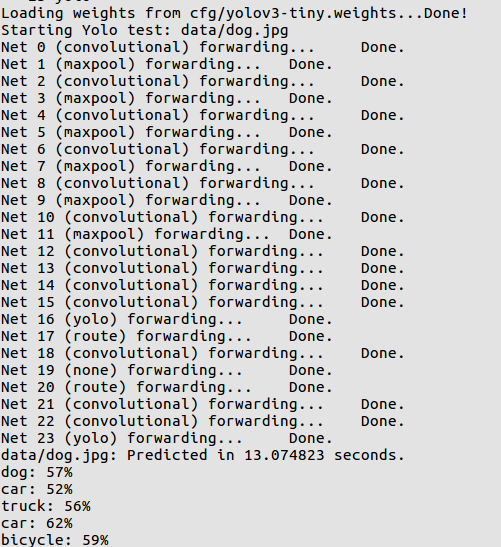 Loading weights from cfg/yolov3-tiny.weights...Done!
Starting Yolo test: data/dog.jpg
Net 0 (convolutional) forwarding...     Done.
Net 1 (maxpool) forwarding...   Done.
Net 2 (convolutional) forwarding...     Done.
Net 3 (maxpool) forwarding...   Done.
Net 4 (convolutional) forwarding...     Done.
Net 5 (maxpool) forwarding...   Done.
Net 6 (convolutional) forwarding...     Done.
Net 7 (maxpool) forwarding...   Done.
Net 8 (convolutional) forwarding...     Done.
Net 9 (maxpool) forwarding...   Done.
Net 10 (convolutional) forwarding...    Done.
Net 11 (maxpool) forwarding...  Done.
Net 12 (convolutional) forwarding...    Done.
Net 13 (convolutional) forwarding...    Done.
Net 14 (convolutional) forwarding...    Done.
Net 15 (convolutional) forwarding...    Done.
Net 16 (yolo) forwarding...     Done.
Net 17 (route) forwarding...    Done.
Net 18 (convolutional) forwarding...    Done.
Net 19 (none) forwarding...     Done.
Net 20 (route) forwarding...    Done.
Net 21 (convolutional) forwarding...    Done.
Net 22 (convolutional) forwarding...    Done.
Net 23 (yolo) forwarding...     Done.
data/dog.jpg: Predicted in 13.074823 seconds.
dog: 57%
car: 52%
truck: 56%
car: 62%
bicycle: 59%